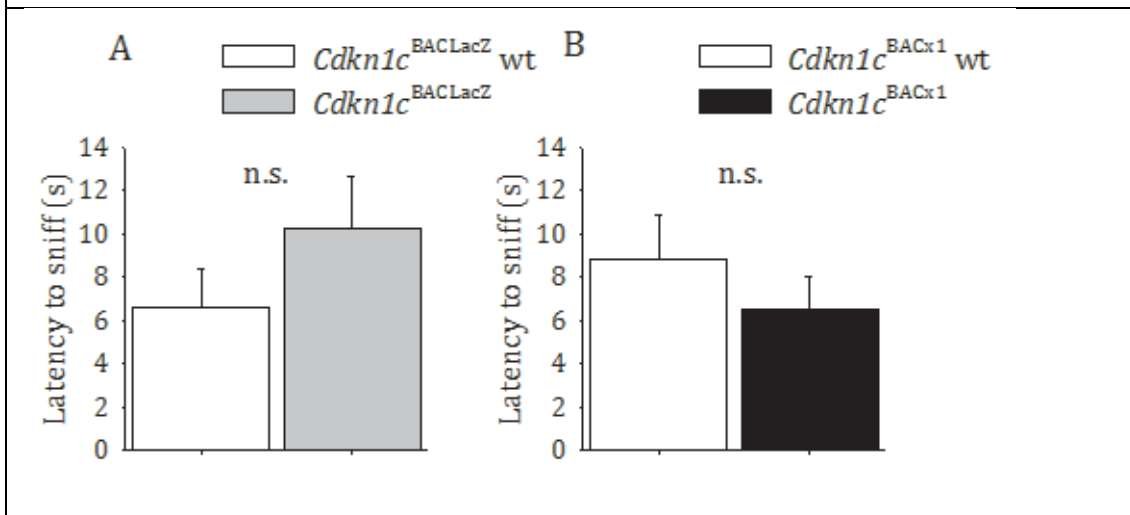 A
Cdkn1c^BACLacZ wt
Cdkn1c^BACLacZ
n.s.
Latency to sniff (s)
14
12
10
8
6
4
2
0
B
Cdkn1c^BACx1 wt
Cdkn1c^BACx1
n.s.
Latency to sniff (s)
14
12
10
8
6
4
2
0